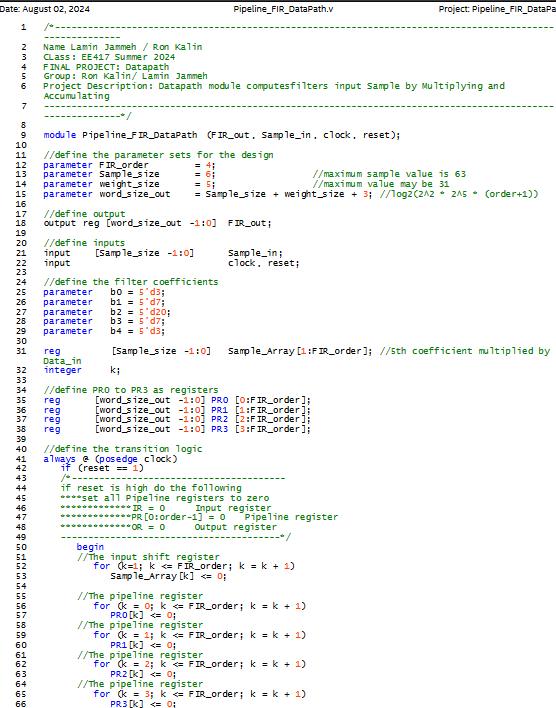 Date: August 02, 2024 Pipeline_FIR_DataPath.v Project: Pipeline_FIR_DataPa
1 /*----------------------------------------------------------------------------------
--------------
2 Name Lamin Jammeh / Ron Kalin
3 CLass: EE417 Summer 2024
4 FINAL PROJECT: Datapath
5 Group: Ron Kalin/ Lamin Jammeh
6 Project Description: Datapath module computesfilters input Sample by Multiplying and
Accumulating
7 ------------------------------------------------------------------------------------
--------------*/
8
9 module Pipeline_FIR_DataPath (FIR_out, Sample_in, clock, reset);
10
11 //define the parameter sets for the design
12 parameter FIR_order = 4;
13 parameter Sample_size = 6; //maximum sample value is 63
14 parameter weight_size = 5; //maximum value may be 31
15 parameter word_size_out = Sample_size + weight_size + 3; //log2(2^2 * 2^5 * (order+1))
16
17 //define output
18 output reg [word_size_out -1:0] FIR_out;
19
20 //define inputs
21 input [Sample_size -1:0] Sample_in;
22 input clock, reset;
23
24 //define the filter coefficients
25 parameter b0 = 5'd3;
26 parameter b1 = 5'd7;
27 parameter b2 = 5'd20;
28 parameter b3 = 5'd7;
29 parameter b4 = 5'd3;
30
31 reg [Sample_size -1:0] Sample_Array[1:FIR_order]; //5th coefficient multiplied by
Data_in
32 integer k;
33
34 //define PR0 to PR3 as registers
35 reg [word_size_out -1:0] PR0 [0:FIR_order];
36 reg [word_size_out -1:0] PR1 [1:FIR_order];
37 reg [word_size_out -1:0] PR2 [2:FIR_order];
38 reg [word_size_out -1:0] PR3 [3:FIR_order];
39
40 //define the transition logic
41 always @ (posedge clock)
42 if (reset == 1)
43 /*---------------------------------------
44 if reset is high do the following
45 ****set all Pipeline registers to zero
46 *************IR = 0 Input register
47 *************PR[0:order-1] = 0 Pipeline register
48 *************OR = 0 Output register
49 ----------------------------------------*/
50 begin
51 //The input shift register
52 for (k=1; k <= FIR_order; k = k + 1)
53 Sample_Array[k] <= 0;
54
55 //The pipeline register
56 for (k = 0; k <= FIR_order; k = k + 1)
57 PR0[k] <= 0;
58 //The pipeline register
59 for (k = 1; k <= FIR_order; k = k + 1)
60 PR1[k] <= 0;
61 //The pipeline register
62 for (k = 2; k <= FIR_order; k = k + 1)
63 PR2[k] <= 0;
64 //The pipeline register
65 for (k = 3; k <= FIR_order; k = k + 1)
66 PR3[k] <= 0;